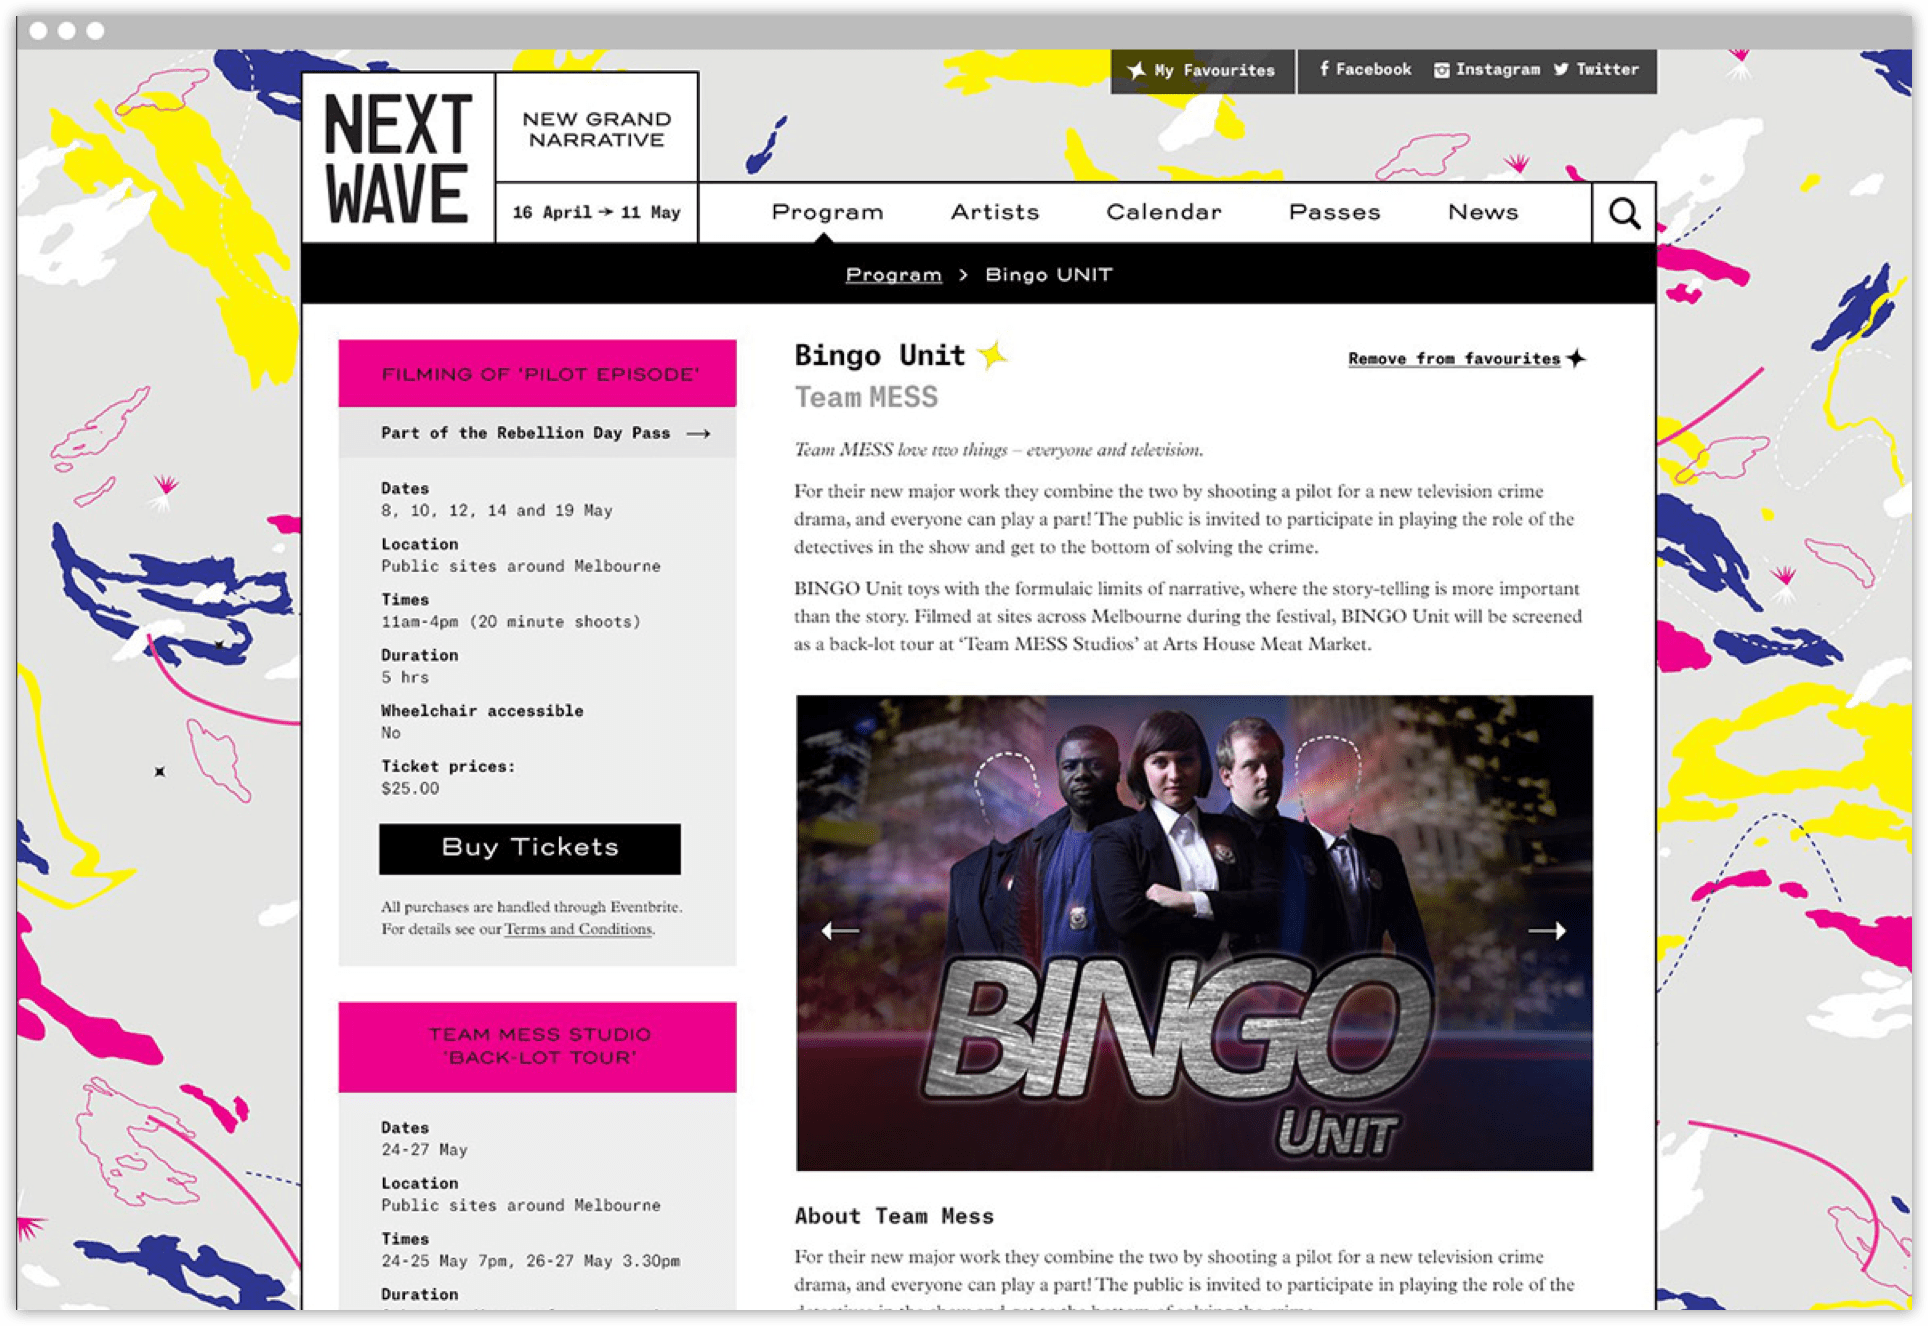 My Favourites
Facebook
Instagram
Twitter
NEXT
WAVE
NEW GRAND
NARRATIVE
16 April → 11 May
Program
Artists
Calendar
Passes
News
Program > Bingo UNIT
FILMING OF 'PILOT EPISODE'
Part of the Rebellion Day Pass →
Dates
8, 10, 12, 14 and 19 May
Location
Public sites around Melbourne
Times
11am-4pm (20 minute shoots)
Duration
5 hrs
Wheelchair accessible
No
Ticket prices:
$25.00
Buy Tickets
All purchases are handled through Eventbrite.
For details see our Terms and Conditions.
TEAM MESS STUDIO
'BACK-LOT TOUR'
Dates
24-27 May
Location
Public sites around Melbourne
Times
24-25 May 7pm, 26-27 May 3.30pm
Duration
Bingo Unit
Remove from favourites
Team MESS
Team MESS love two things – everyone and television.
For their new major work they combine the two by shooting a pilot for a new television crime
drama, and everyone can play a part! The public is invited to participate in playing the role of the
detectives in the show and get to the bottom of solving the crime.
BINGO Unit toys with the formulaic limits of narrative, where the story-telling is more important
than the story. Filmed at sites across Melbourne during the festival, BINGO Unit will be screened
as a back-lot tour at ‘Team MESS Studios’ at Arts House Meat Market.
BINGO
UNIT
About Team Mess
For their new major work they combine the two by shooting a pilot for a new television crime
drama, and everyone can play a part! The public is invited to participate in playing the role of the